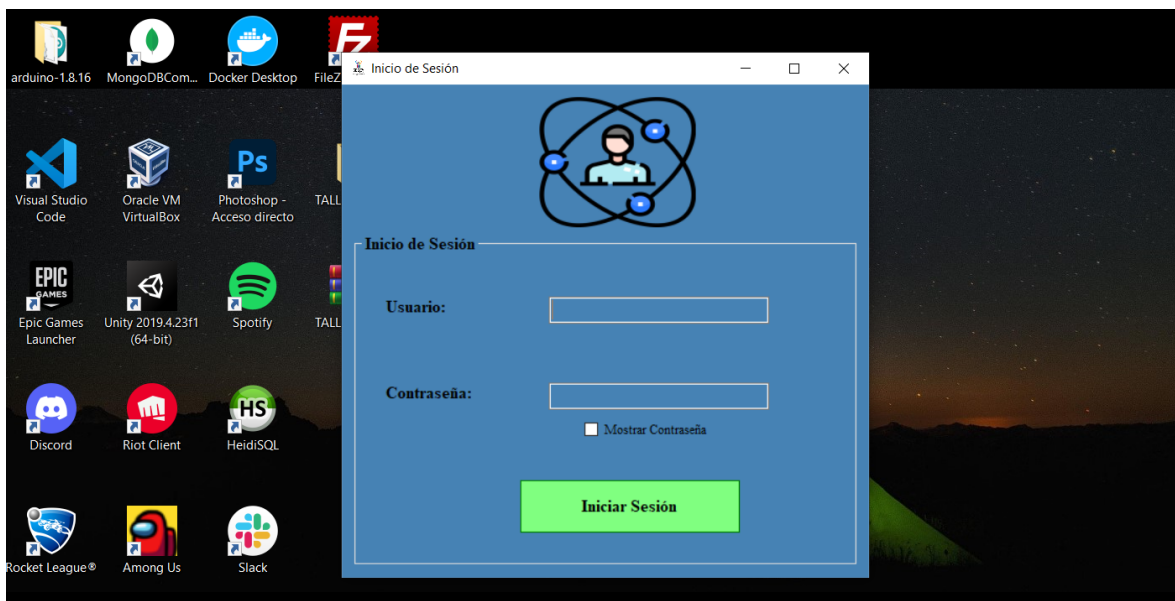 arduino-1.8.16
MongoDBCom...
Docker Desktop
FileZ
Inicio de Sesión
Visual Studio
Code
Oracle VM
VirtualBox
Ps
Photoshop -
Acceso directo
TALL
EPIC
GAMES
Epic Games
Launcher
Unity 2019.4.23f1
(64-bit)
Spotify
TALL
Discord
Riot Client
HS
HeidiSQL
Rocket League®
Among Us
Slack
Inicio de Sesión
Usuario:
Contraseña:
Mostrar Contraseña
Iniciar Sesión